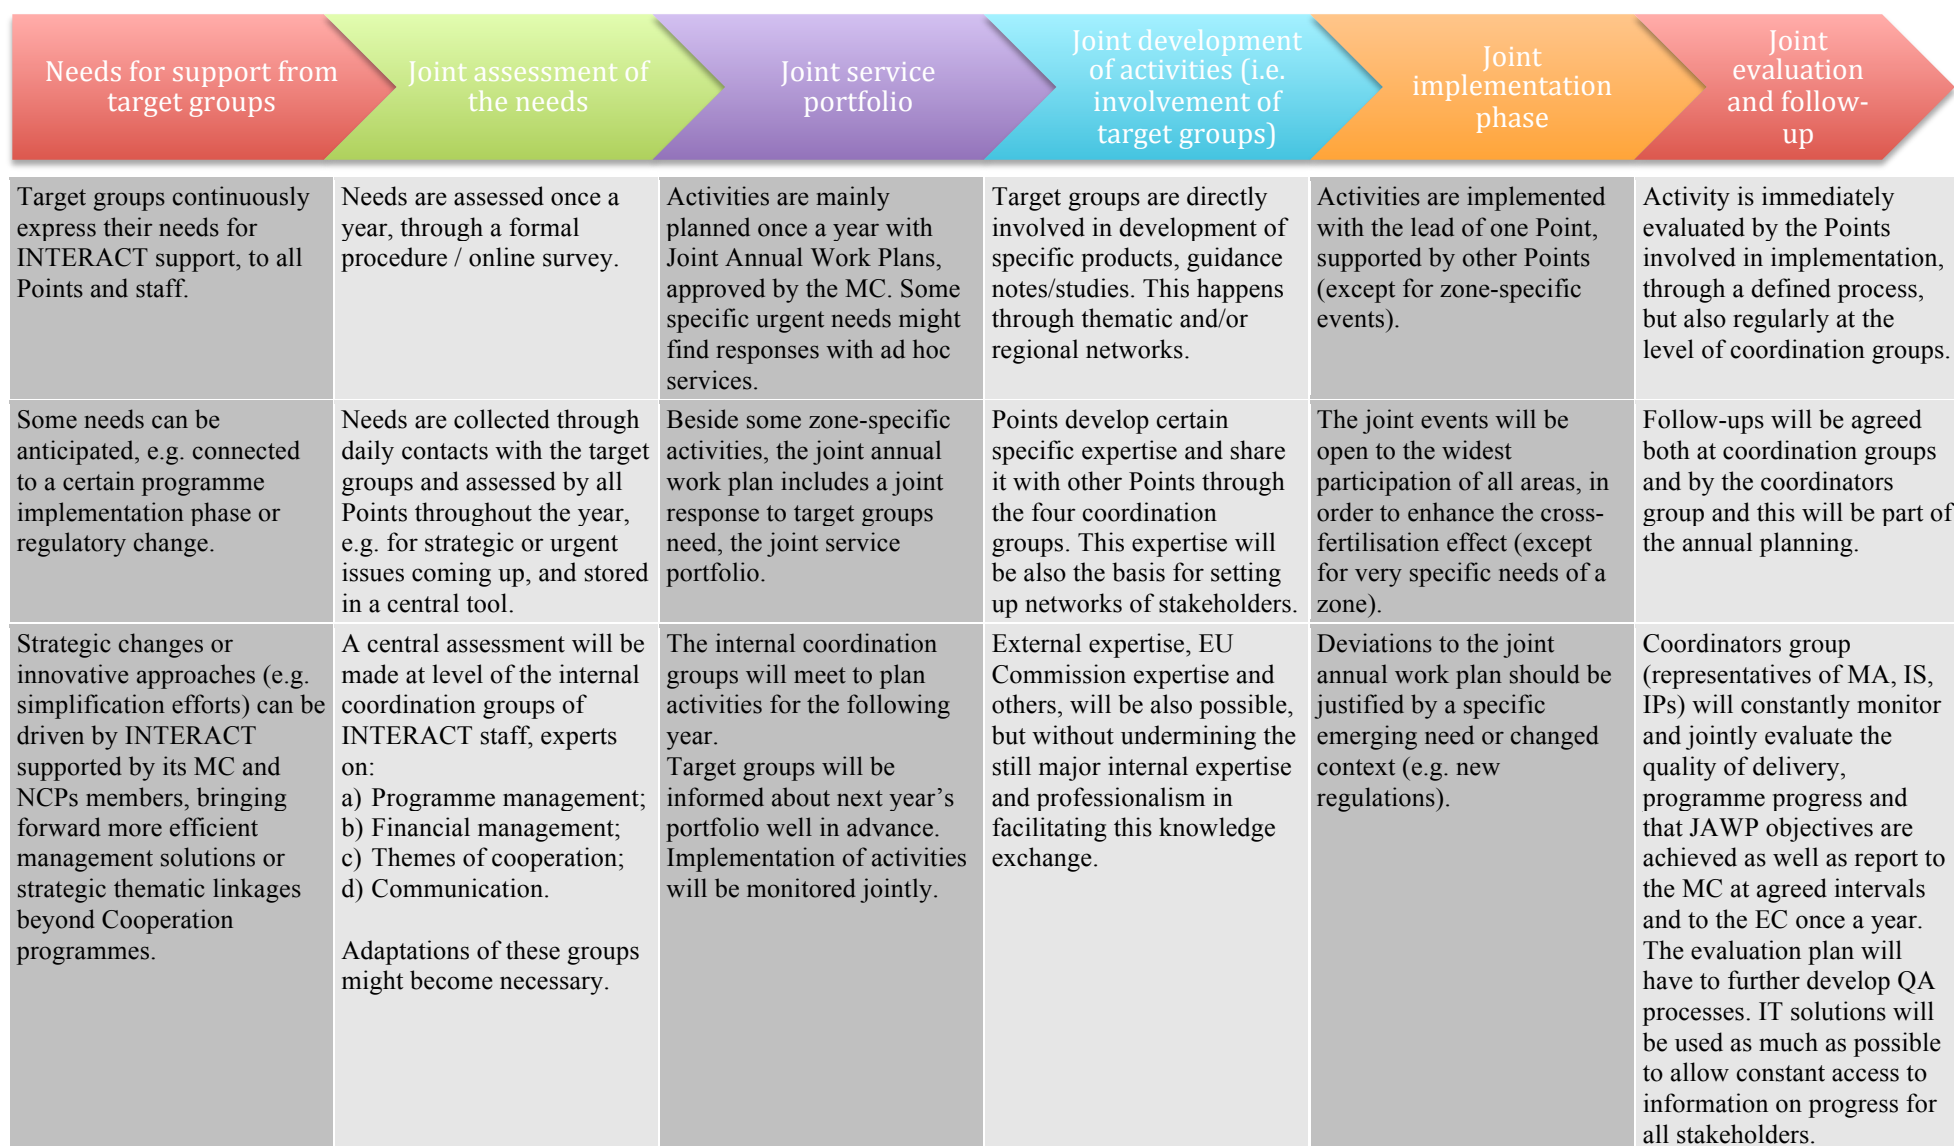 Needs for support from
target groups
Joint assessment of
the needs
Joint service
portfolio
Joint development
of activities (i.e.
involvement of
target groups)
Joint
implementation
phase
Joint
evaluation
and follow-
up
Target groups continuously
express their needs for
INTERACT support, to all
Points and staff.
Needs are assessed once a
year, through a formal
procedure / online survey.
Activities are mainly
planned once a year with
Joint Annual Work Plans,
approved by the MC. Some
specific urgent needs might
find responses with ad hoc
services.
Target groups are directly
involved in development of
specific products, guidance
notes/studies. This happens
through thematic and/or
regional networks.
Activities are implemented
with the lead of one Point,
supported by other Points
(except for zone-specific
events).
Activity is immediately
evaluated by the Points
involved in implementation,
through a defined process,
but also regularly at the
level of coordination groups.
Some needs can be
anticipated, e.g. connected
to a certain programme
implementation phase or
regulatory change.
Needs are collected through
daily contacts with the target
groups and assessed by all
Points throughout the year,
e.g. for strategic or urgent
issues coming up, and stored
in a central tool.
Beside some zone-specific
activities, the joint annual
work plan includes a joint
response to target groups
need, the joint service
portfolio.
Points develop certain
specific expertise and share
it with other Points through
the four coordination
groups. This expertise will
be also the basis for setting
up networks of stakeholders.
The joint events will be
open to the widest
participation of all areas, in
order to enhance the cross-
fertilisation effect (except
for very specific needs of a
zone).
Follow-ups will be agreed
both at coordination groups
and by the coordinators
group and this will be part of
the annual planning.
Strategic changes or
innovative approaches (e.g.
simplification efforts) can be
driven by INTERACT
supported by its MC and
NCPs members, bringing
forward more efficient
management solutions or
strategic thematic linkages
beyond Cooperation
programmes.
A central assessment will be
made at level of the internal
coordination groups of
INTERACT staff, experts
on:
a) Programme management;
b) Financial management;
c) Themes of cooperation;
d) Communication.
Adaptations of these groups
might become necessary.
The internal coordination
groups will meet to plan
activities for the following
year.
Target groups will be
informed about next year’s
portfolio well in advance.
Implementation of activities
will be monitored jointly.
External expertise, EU
Commission expertise and
others, will be also possible,
but without undermining the
still major internal expertise
and professionalism in
facilitating this knowledge
exchange.
Deviations to the joint
annual work plan should be
justified by a specific
emerging need or changed
context (e.g. new
regulations).
Coordinators group
(representatives of MA, IS,
IPs) will constantly monitor
and jointly evaluate the
quality of delivery,
programme progress and
that JAWP objectives are
achieved as well as report to
the MC at agreed intervals
and to the EC once a year.
The evaluation plan will
have to further develop QA
processes. IT solutions will
be used as much as possible
to allow constant access to
information on progress for
all stakeholders.